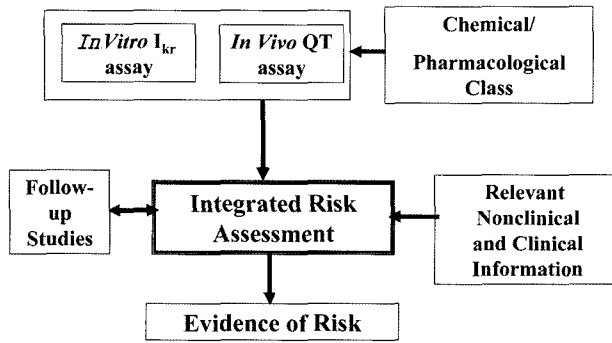 In Vitro Ikr
assay
In Vivo QT
assay
Chemical/
Pharmacological
Class
Follow-
up
Studies
Integrated Risk
Assessment
Relevant
Nonclinical
and Clinical
Information
Evidence of Risk